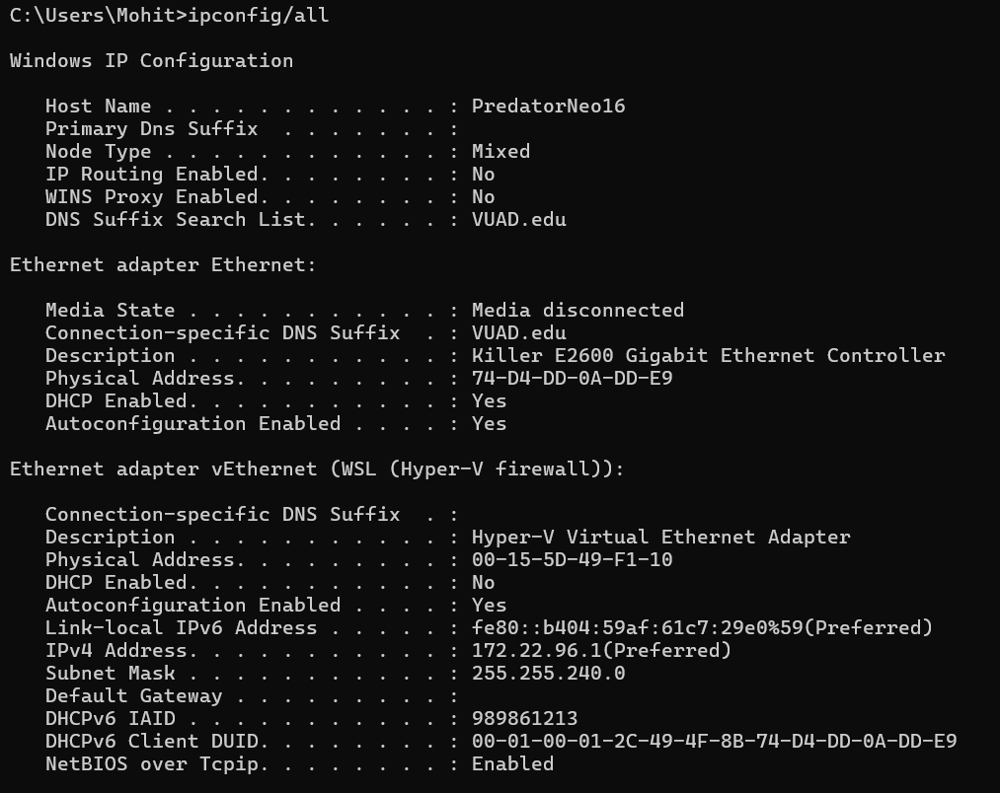 C:\Users\Mohit>ipconfig/all
Windows IP Configuration
Host Name . . . . . . . . . . . . : PredatorNeo16
Primary Dns Suffix  . . . . . . . :
Node Type . . . . . . . . . . . . : Mixed
IP Routing Enabled. . . . . . . . : No
WINS Proxy Enabled. . . . . . . . : No
DNS Suffix Search List. . . . . . : VUAD.edu
Ethernet adapter Ethernet:
Media State . . . . . . . . . . . : Media disconnected
Connection-specific DNS Suffix  . : VUAD.edu
Description . . . . . . . . . . . : Killer E2600 Gigabit Ethernet Controller
Physical Address. . . . . . . . . : 74-D4-DD-0A-DD-E9
DHCP Enabled. . . . . . . . . . . : Yes
Autoconfiguration Enabled . . . . : Yes
Ethernet adapter vEthernet (WSL (Hyper-V firewall)):
Connection-specific DNS Suffix  . :
Description . . . . . . . . . . . : Hyper-V Virtual Ethernet Adapter
Physical Address. . . . . . . . . : 00-15-5D-49-F1-10
DHCP Enabled. . . . . . . . . . . : No
Autoconfiguration Enabled . . . . : Yes
Link-local IPv6 Address . . . . . : fe80::b404:59af:61c7:29e0%59(Preferred)
IPv4 Address. . . . . . . . . . . : 172.22.96.1(Preferred)
Subnet Mask . . . . . . . . . . . : 255.255.240.0
Default Gateway . . . . . . . . . :
DHCPv6 IAID . . . . . . . . . . . : 989861213
DHCPv6 Client DUID. . . . . . . . : 00-01-00-01-2C-49-4F-8B-74-D4-DD-0A-DD-E9
NetBIOS over Tcpip. . . . . . . . : Enabled